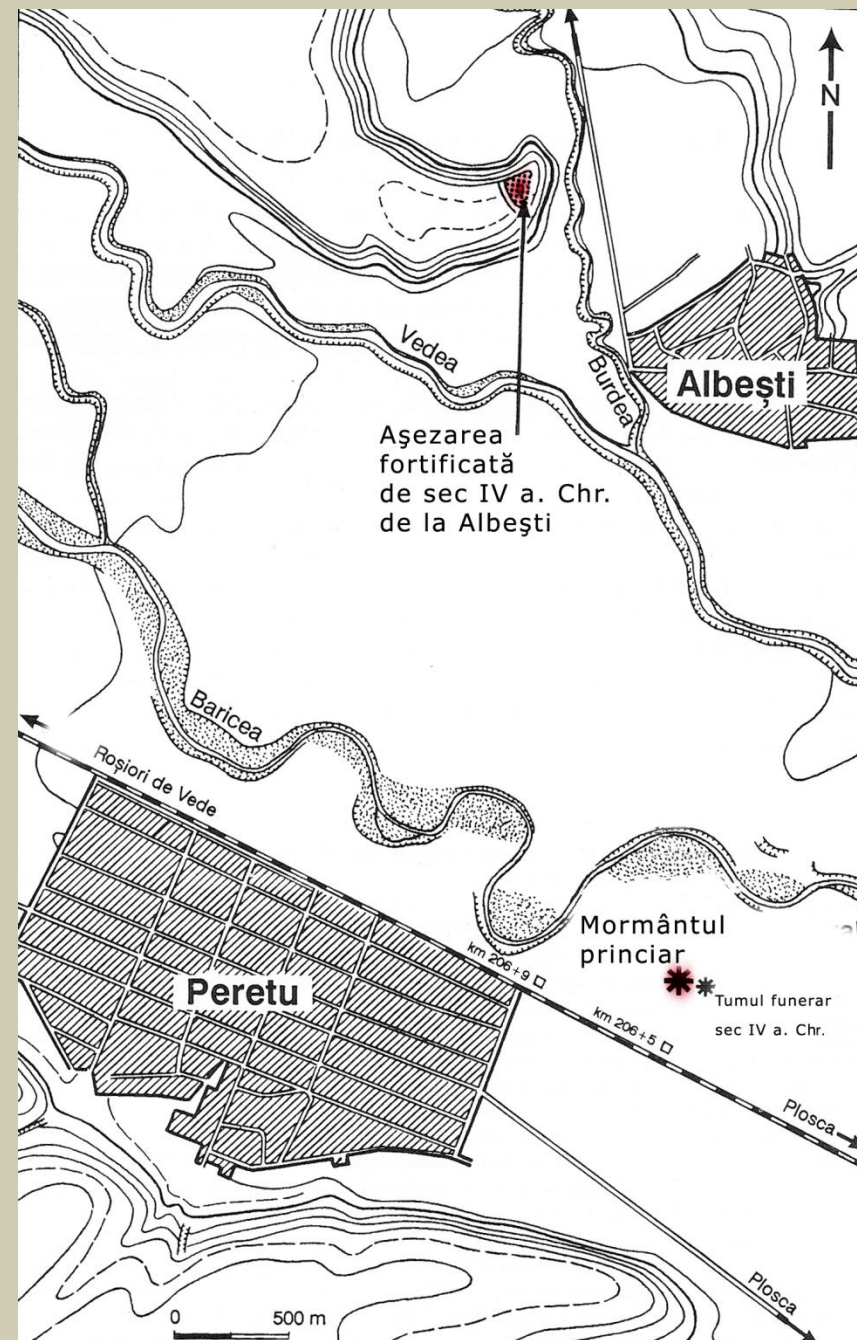 N
Vedea
Burdea
Albești
Aşezarea
fortificată
de sec IV a. Chr.
de la Albeşti
Baricea
Roșiori de Vede
Mormântul
princiar
km 206+9
Peretu
Tumul funerar
sec IV a. Chr.
km 206+5
Plosca
Plosca
0 500 m